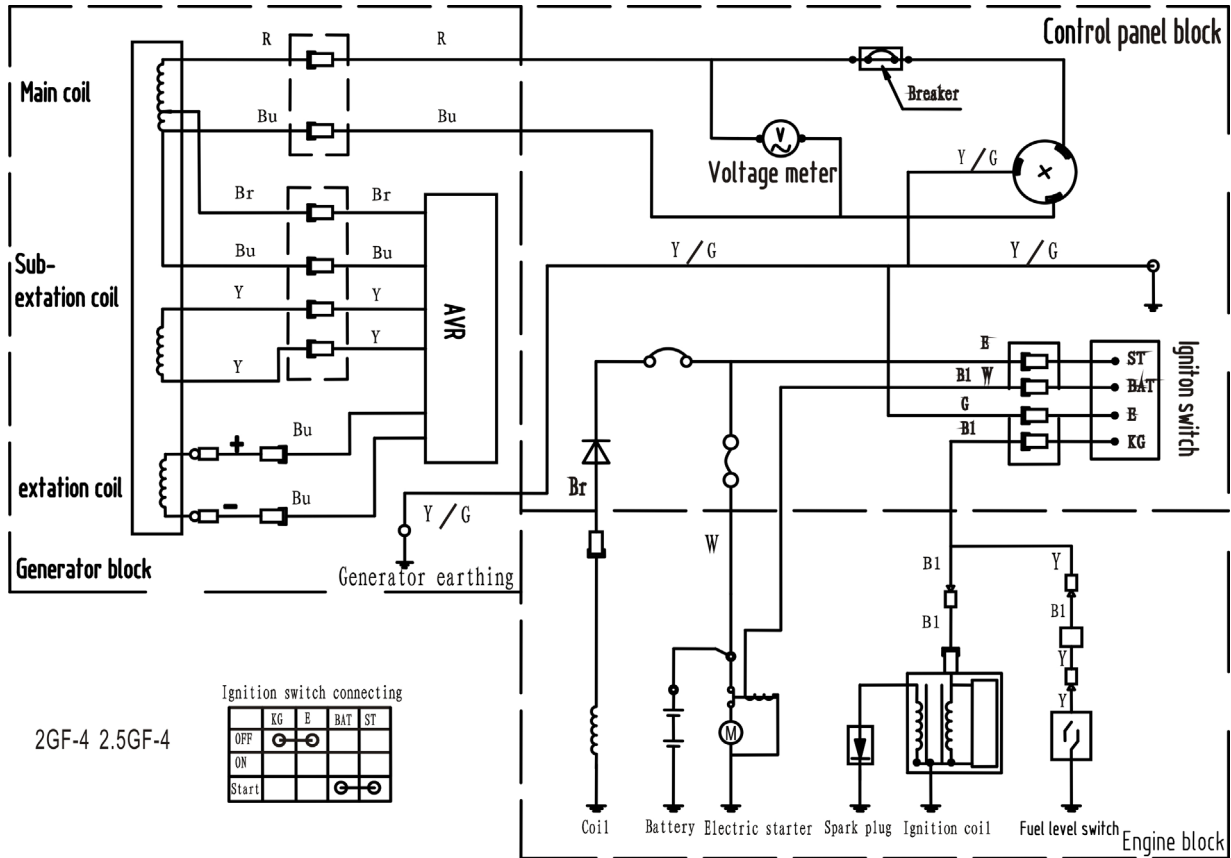 Control panel block
R
R
Main coil
Breaker
Bu
Bu
Y/G
Voltage meter
Br
Br
Y/G
Y/G
Sub-
extation coil
Bu
Bu
Y
Y
AVR
Y
Y
E
ST
B1 W
BAT
G
E
B1
KG
Igniton switch
+
Bu
extation coil
Br
-
Bu
Y/G
W
Generator block
Generator earthing
B1
Y
B1
B1
Y
Y
Ignition switch connecting
KG E BAT ST
OFF
ON
Start
2GF-4 2.5GF-4
V
M
Coil
Battery
Electric starter
Spark plug
Ignition coil
Fuel level switch
Engine block